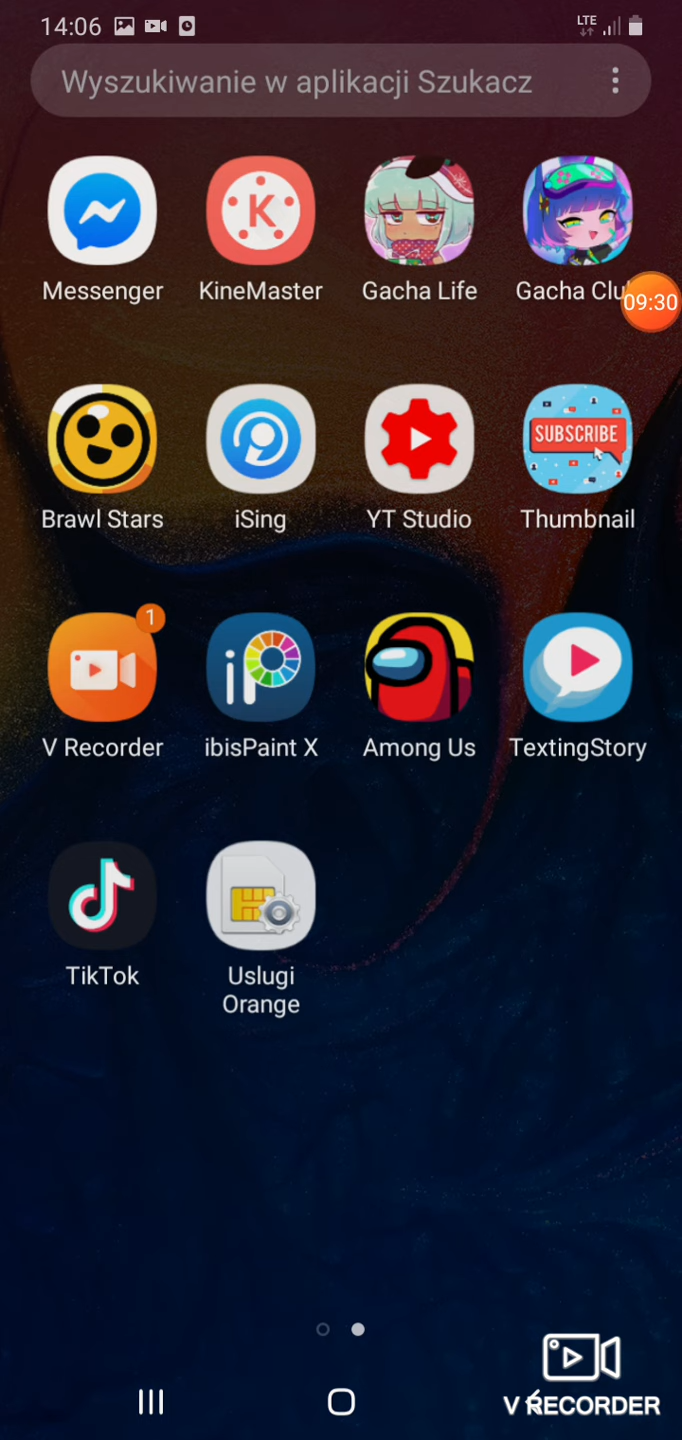 14:06
LTE
Wyszukiwanie w aplikacji Szukacz
K
Messenger
KineMaster
Gacha Life
Gacha Clu
09:30
SUBSCRIBE
Brawl Stars
iSing
YT Studio
Thumbnail
1
iP
V Recorder
ibisPaint X
Among Us
TextingStory
TikTok
Uslugi
Orange
V RECORDER